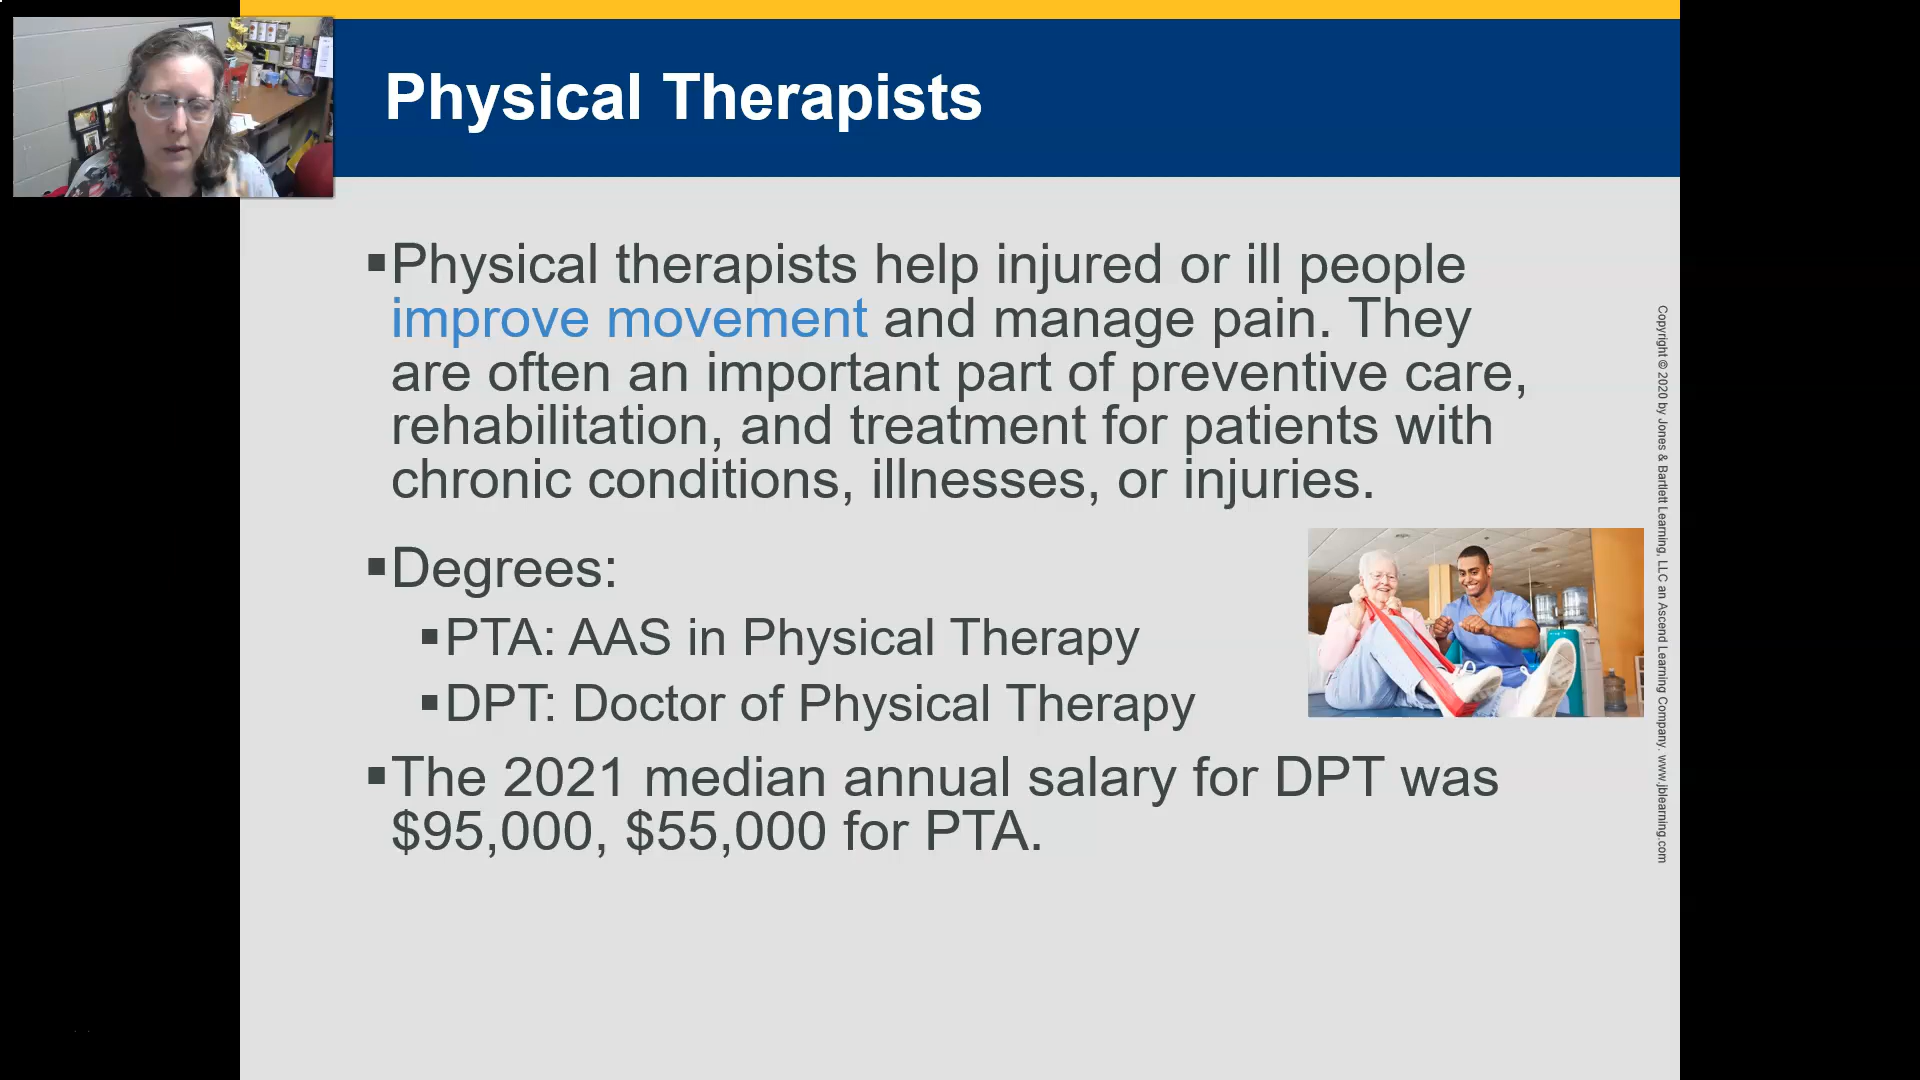 Physical Therapists
▪Physical therapists help injured or ill people
improve movement and manage pain. They
are often an important part of preventive care,
rehabilitation, and treatment for patients with
chronic conditions, illnesses, or injuries.
▪Degrees:
▪PTA: AAS in Physical Therapy
▪DPT: Doctor of Physical Therapy
▪The 2021 median annual salary for DPT was
$95,000, $55,000 for PTA.
Copyright © 2020 by Jones & Bartlett Learning, LLC an Ascend Learning Company. www.jblearning.com